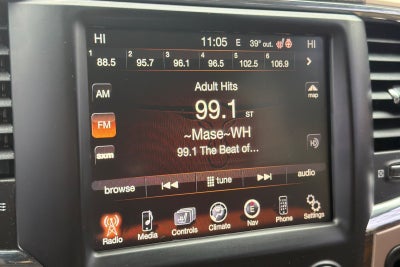 HI 11:05 E 39° out. HI
1 88.5 2 95.7 3 96.1 4 96.5 5 102.5 6 106.9
Adult Hits
AM
99.1 ST
map
FM
~Mase~WH
99.1 The Beat of...
sxm
browse tune audio
Radio Media Controls Climate Nav Phone Settings